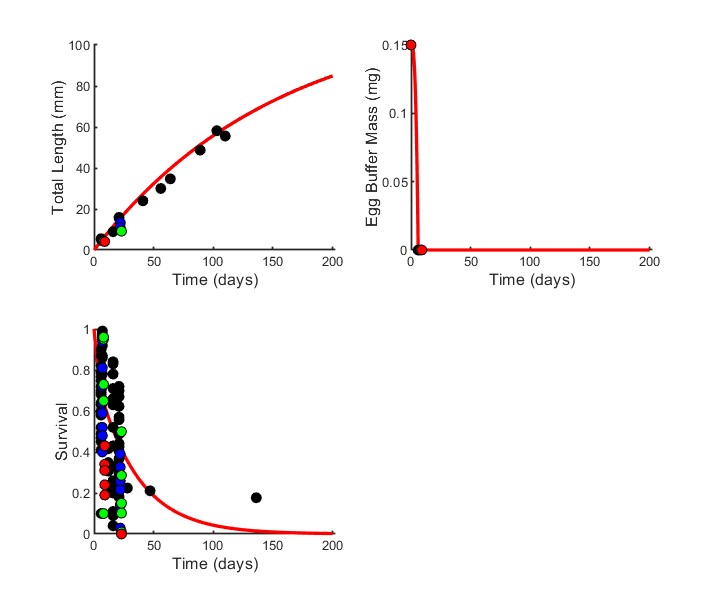 100
80
60
40
20
0
0 50 100 150 200
Total Length (mm)
Time (days)
0.15
0.1
0.05
0
0 50 100 150 200
Egg Buffer Mass (mg)
Time (days)
1
0.8
0.6
0.4
0.2
0
0 50 100 150 200
Survival
Time (days)